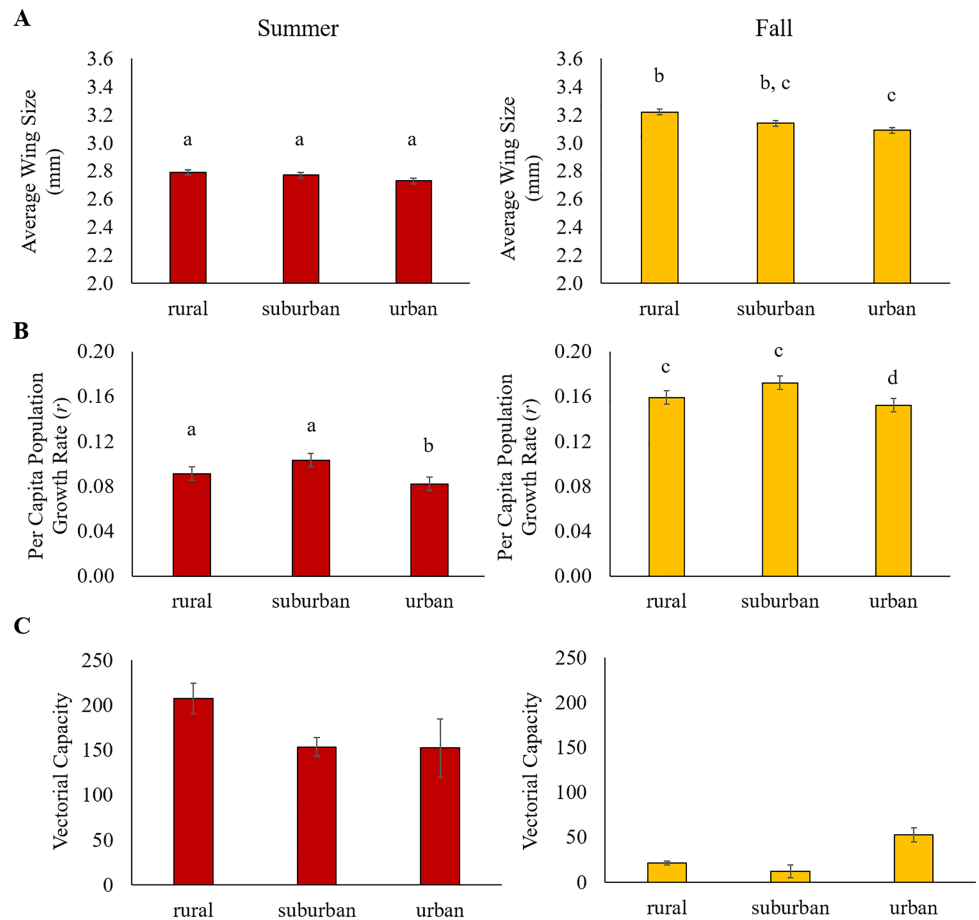 A
Summer
Fall
Average Wing Size
(mm)
3.6
3.4
3.2
3.0
2.8
2.6
2.4
2.2
2.0
a
a
a
rural
suburban
urban
Average Wing Size
(mm)
3.6
3.4
3.2
3.0
2.8
2.6
2.4
2.2
2.0
b
b, c
c
rural
suburban
urban
B
Per Capita Population
Growth Rate (r)
0.20
0.16
0.12
0.08
0.04
0.00
a
a
b
rural
suburban
urban
Per Capita Population
Growth Rate (r)
0.20
0.16
0.12
0.08
0.04
0.00
c
c
d
rural
suburban
urban
C
Vectorial Capacity
250
200
150
100
50
0
rural
suburban
urban
Vectorial Capacity
250
200
150
100
50
0
rural
suburban
urban